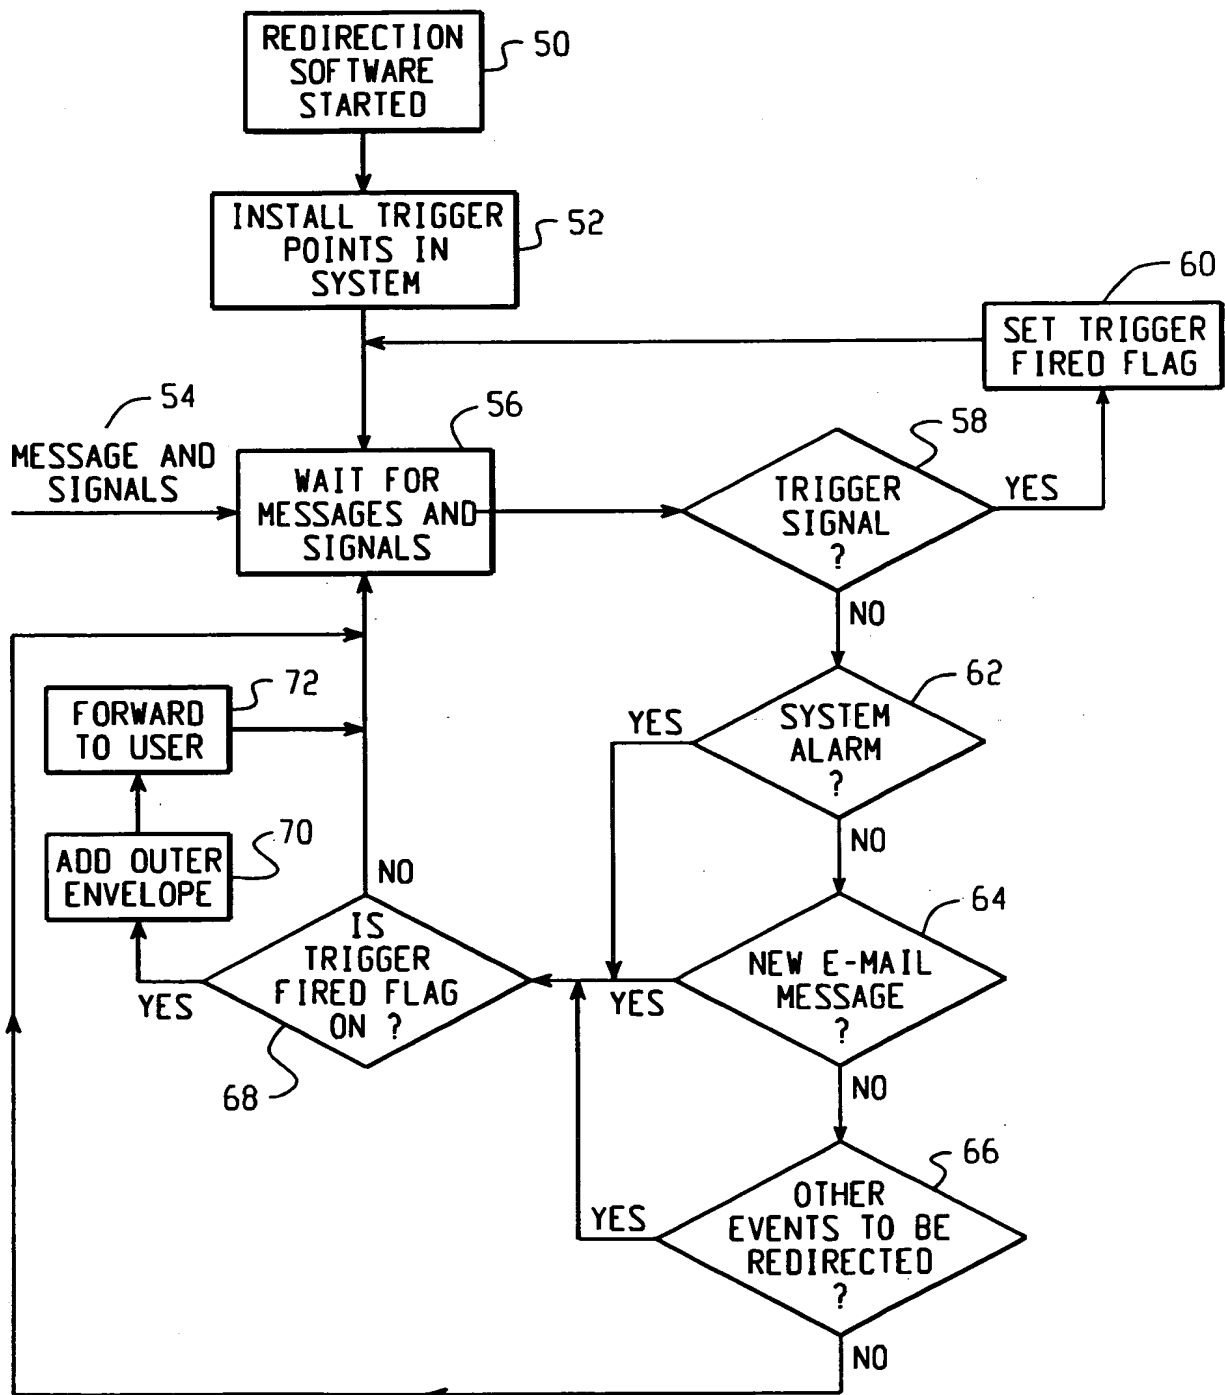 REDIRECTION
SOFTWARE
STARTED
50
INSTALL TRIGGER
POINTS IN
SYSTEM
52
60
SET TRIGGER
FIRED FLAG
54
MESSAGE AND
SIGNALS
56
WAIT FOR
MESSAGES AND
SIGNALS
58
TRIGGER
SIGNAL
?
YES
NO
62
SYSTEM
ALARM
?
YES
NO
72
FORWARD
TO USER
70
ADD OUTER
ENVELOPE
NO
IS
TRIGGER
FIRED FLAG
ON ?
YES
68
64
NEW E-MAIL
MESSAGE
?
YES
NO
66
OTHER
EVENTS TO BE
REDIRECTED
?
YES
NO